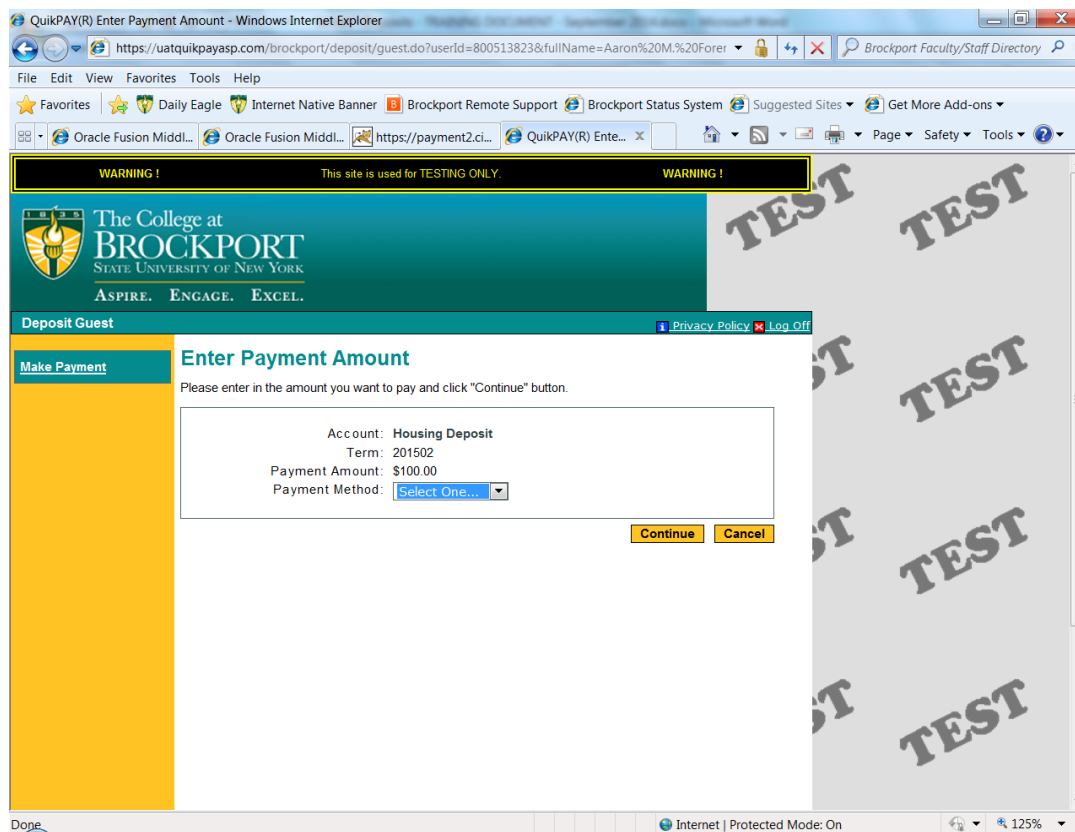 QuikPAY(R) Enter Payment Amount - Windows Internet Explorer
https://uatquikpayasp.com/brockport/deposit/guest.do?userId=800513823&fullName=Aaron%20M.%20Forer
Brockport Faculty/Staff Directory
File Edit View Favorites Tools Help
Favorites Daily Eagle Internet Native Banner Brockport Remote Support Brockport Status System Suggested Sites Get More Add-ons
Oracle Fusion Middl... Oracle Fusion Middl... https://payment2.ci... QuikPAY(R) Ente... X Page Safety Tools
WARNING ! This site is used for TESTING ONLY. WARNING !
TEST TEST
1835
The College at
BROCKPORT
STATE UNIVERSITY OF NEW YORK
ASPIRE. ENGAGE. EXCEL.
Deposit Guest
Privacy Policy Log Off
Make Payment
Enter Payment Amount
Please enter in the amount you want to pay and click "Continue" button.
ST TEST
Account: Housing Deposit
Term: 201502
Payment Amount: $100.00
Payment Method: Select One...
Continue Cancel
ST TEST
ST TEST
Done
Internet | Protected Mode: On
125%